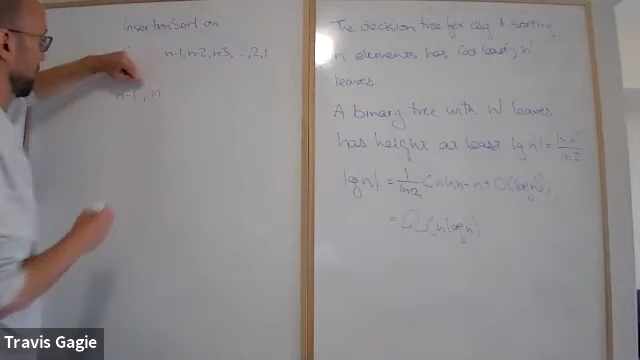 InsertionSort on
n-1, n-2, n-3, ..., 2, 1
n-1, n
The decision tree for alg A sorting
n elements has (at least) n!
leaves
A binary tree with n! leaves
has height at least lg n! = ln n! / ln 2
lg n! = 1/ln 2 (n ln n - n + O(log n))
= Ω(n log n)
Travis Gagie